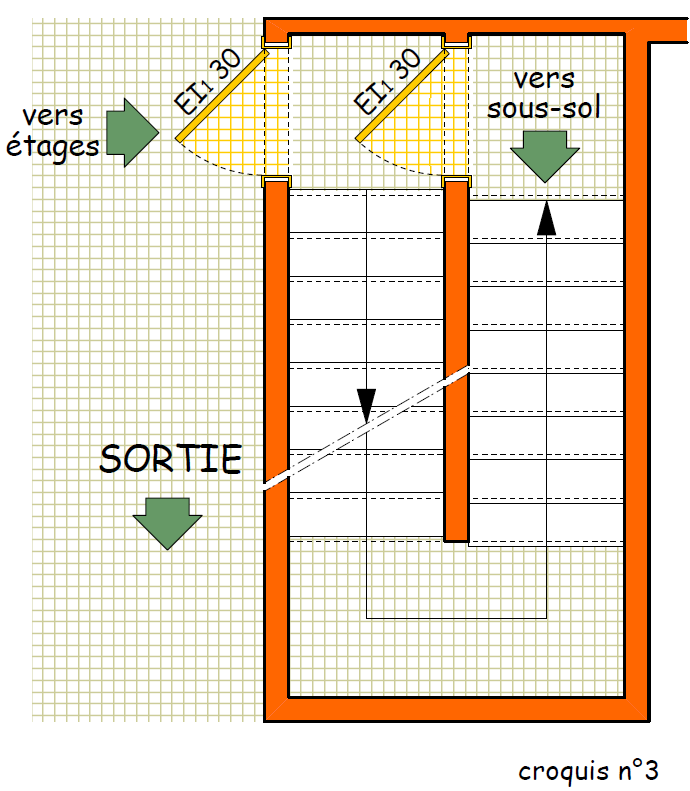 EI1 30
EI1 30
vers
sous-sol
vers
étages
SORTIE
croquis n°3